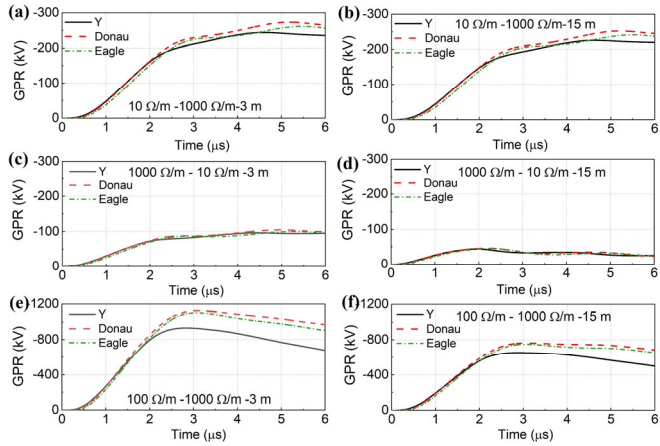 (a)
-300
-200
-100
0
GPR (kV)
Y
Donau
Eagle
10 Ω/m -1000 Ω/m-3 m
0 1 2 3 4 5 6
Time (μs)
(b)
-300
-200
-100
0
GPR (kV)
Y
Donau
Eagle
10 Ω/m -1000 Ω/m-15 m
0 1 2 3 4 5 6
Time (μs)
(c)
-300
-200
-100
0
GPR (kV)
Y
Donau
Eagle
1000 Ω/m - 10 Ω/m -3 m
0 1 2 3 4 5 6
Time (μs)
(d)
-300
-200
-100
0
GPR (kV)
Y
Donau
Eagle
1000 Ω/m - 10 Ω/m -15 m
0 1 2 3 4 5 6
Time (μs)
(e)
-1200
-800
-400
0
GPR (kV)
Y
Donau
Eagle
100 Ω/m -1000 Ω/m -3 m
0 1 2 3 4 5 6
Time (μs)
(f)
-1200
-800
-400
0
GPR (kV)
Y
Donau
Eagle
100 Ω/m - 1000 Ω/m -15 m
0 1 2 3 4 5 6
Time (μs)